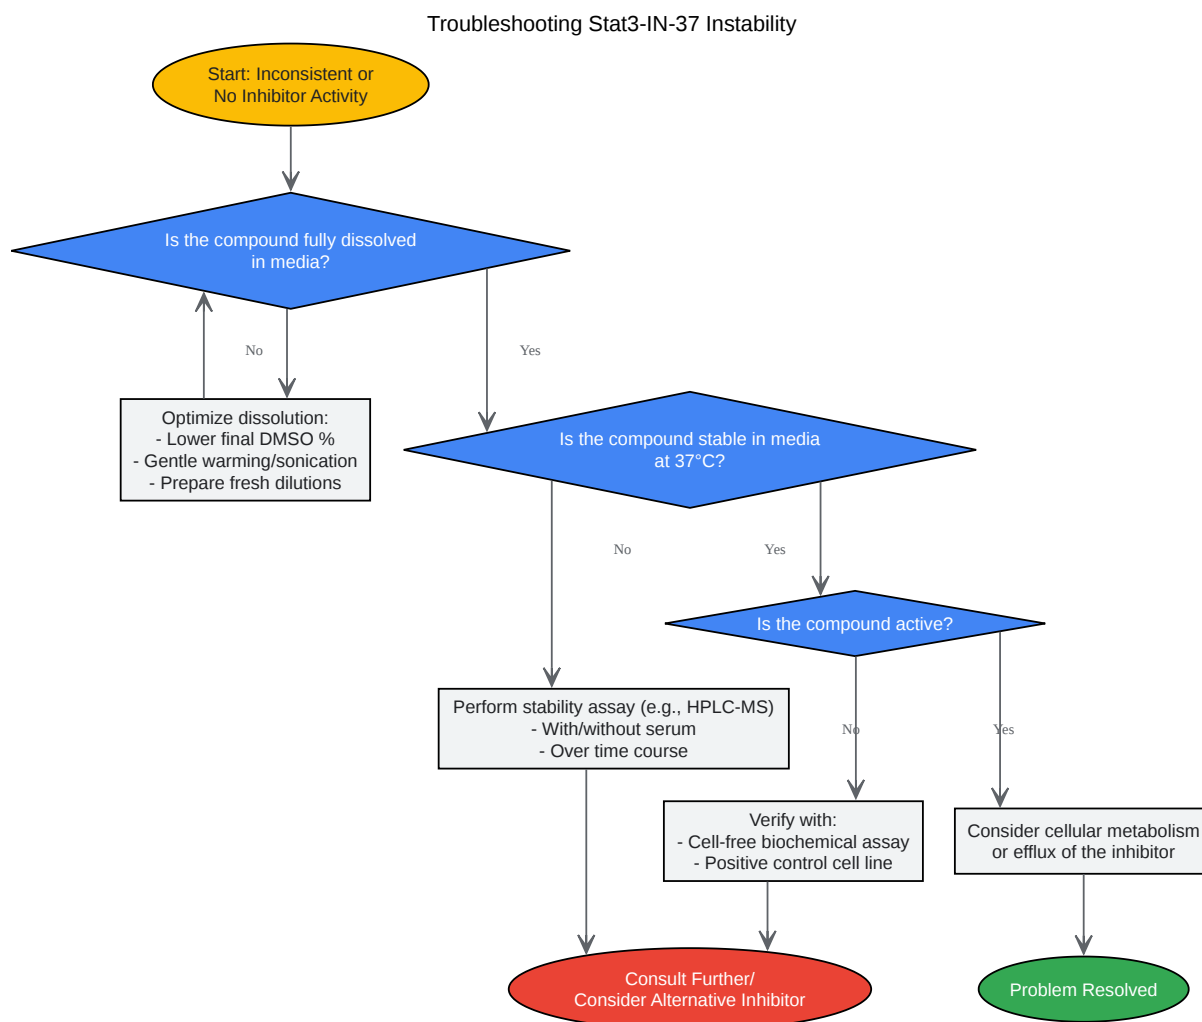 Troubleshooting Stat3-IN-37 Instability
Start: Inconsistent or
No Inhibitor Activity
Is the compound fully dissolved
in media?
No
Yes
Optimize dissolution:
- Lower final DMSO %
- Gentle warming/sonication
- Prepare fresh dilutions
Is the compound stable in media
at 37°C?
No
Yes
Is the compound active?
Perform stability assay (e.g., HPLC-MS)
- With/without serum
- Over time course
No
Yes
Verify with:
- Cell-free biochemical assay
- Positive control cell line
Consider cellular metabolism
or efflux of the inhibitor
Consult Further/
Consider Alternative Inhibitor
Problem Resolved